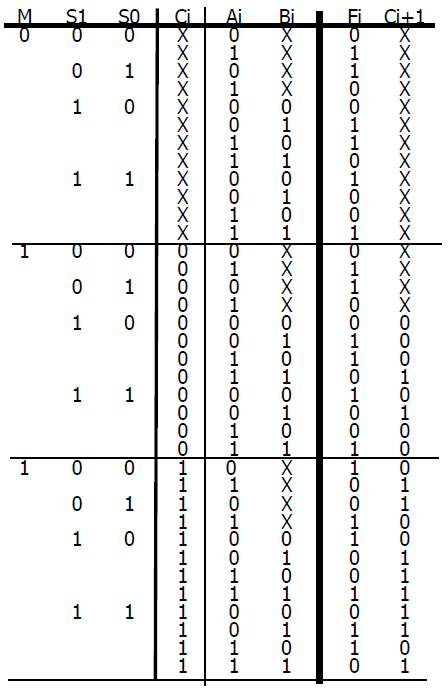 M S1 S0 Ci Ai Bi Fi Ci+1
0 0 0 X 0 X 0 X
X 1 X 1 X
0 1 X 0 X 1 X
X 1 X 0 X
1 0 X 0 0 0 X
X 0 1 1 X
X 1 0 1 X
X 1 1 0 X
1 1 X 0 0 1 X
X 0 1 0 X
X 1 0 0 X
X 1 1 1 X
1 0 0 0 0 X 0 X
0 1 X 1 X
0 1 0 0 X 1 X
0 1 X 0 X
1 0 0 0 0 0 0
0 0 1 1 0
0 1 0 1 0
0 1 1 0 1
1 1 0 0 0 1 0
0 0 1 0 1
0 1 0 0 0
0 1 1 1 0
1 0 0 1 0 X 1 0
1 1 X 0 1
0 1 1 0 X 0 1
1 1 X 1 0
1 0 1 0 0 1 0
1 0 1 0 1
1 1 0 0 1
1 1 1 1 1
1 1 1 0 0 0 1
1 0 1 1 1
1 1 0 1 0
1 1 1 0 1